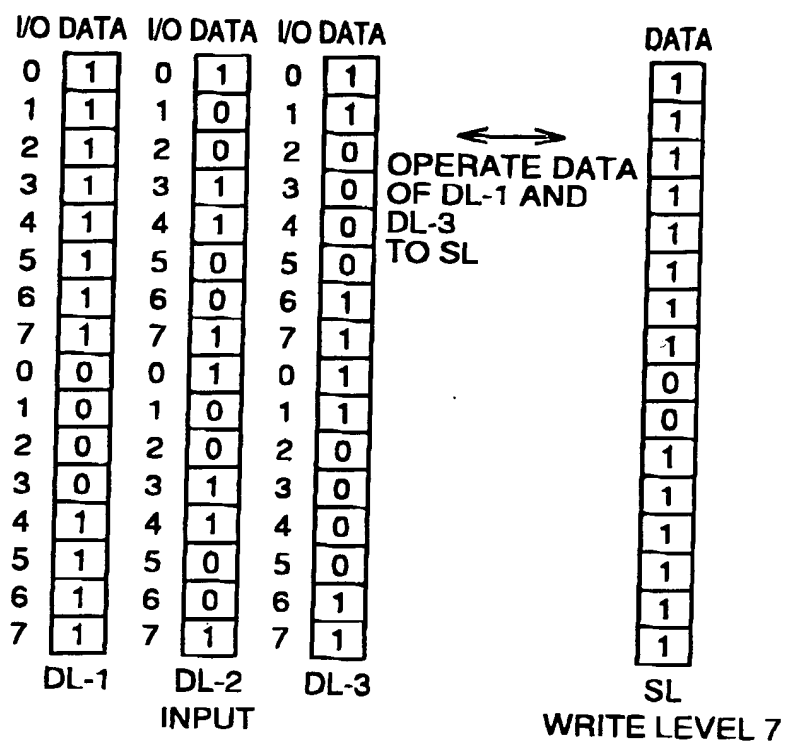 I/O DATA I/O DATA I/O DATA DATA
0 1 0 1 0 1 1
1 1 1 0 1 1 1
2 1 2 0 2 0 1
3 1 3 1 3 0 1
4 1 4 1 4 0 1
5 1 5 0 5 0 1
6 1 6 0 6 1 1
7 1 7 1 7 1 1
0 0 0 1 0 1 0
1 0 1 0 1 1 0
2 0 2 0 2 0 1
3 0 3 1 3 0 1
4 1 4 1 4 0 1
5 1 5 0 5 0 1
6 1 6 0 6 1 1
7 1 7 1 7 1 1
OPERATE DATA
OF DL-1 AND
DL-3
TO SL
DL-1 DL-2 DL-3 SL
INPUT WRITE LEVEL 7